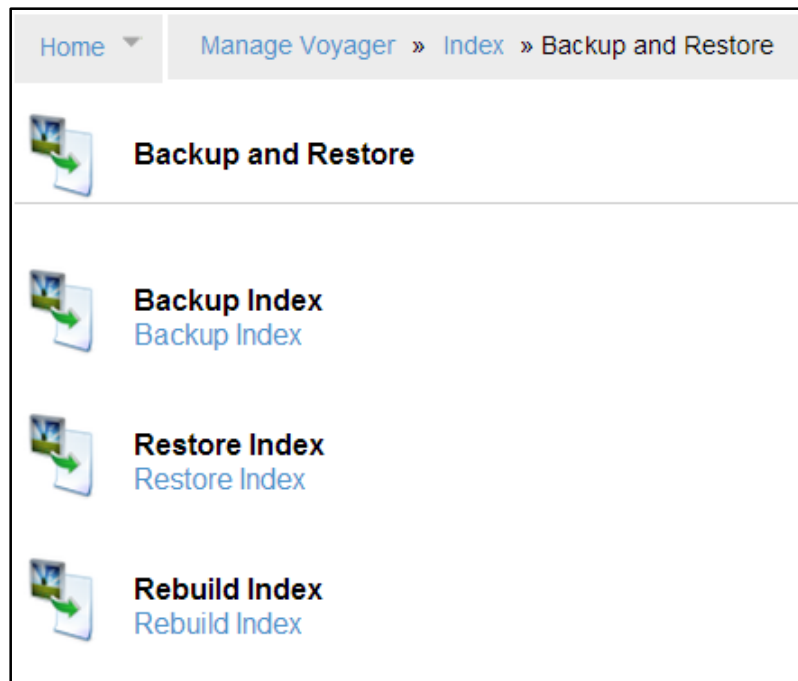 Home Manage Voyager » Index » Backup and Restore
Backup and Restore
Backup Index
Backup Index
Restore Index
Restore Index
Rebuild Index
Rebuild Index